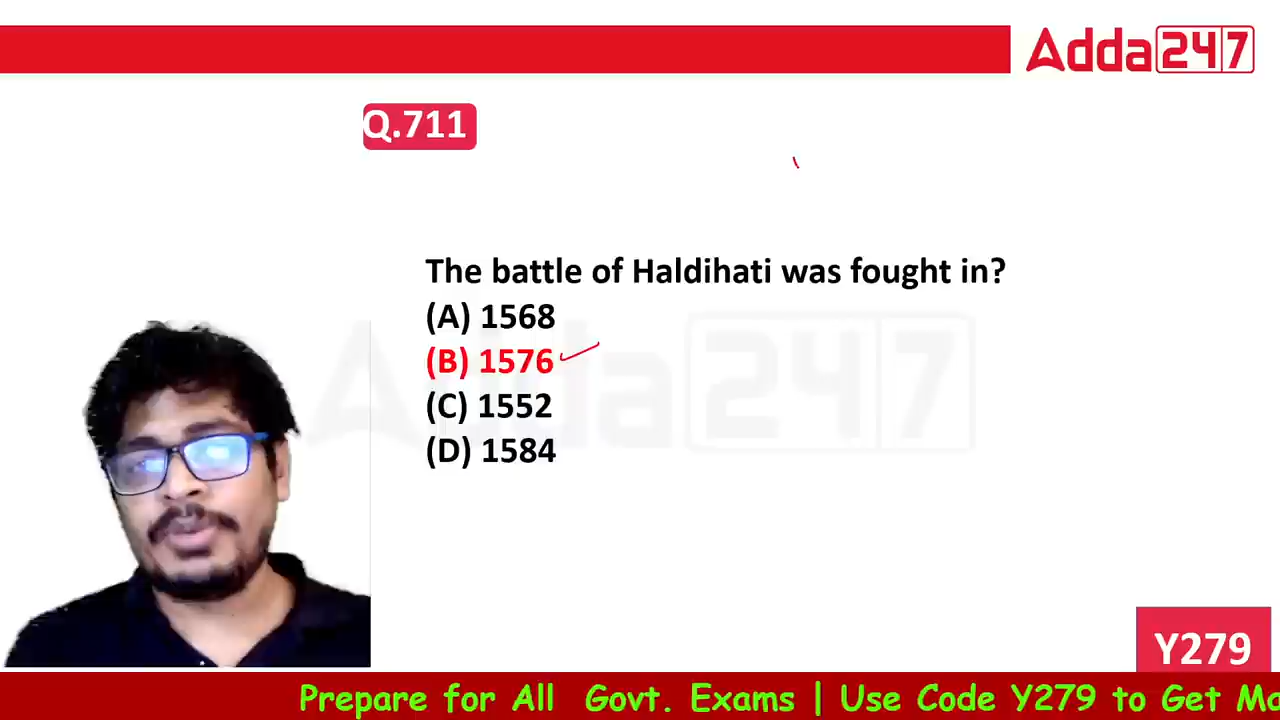 Adda247
Q.711
The battle of Haldihati was fought in?
(A) 1568
(B) 1576
(C) 1552
(D) 1584
Adda247
Y279
Prepare for All Govt. Exams | Use Code Y279 to Get Ma